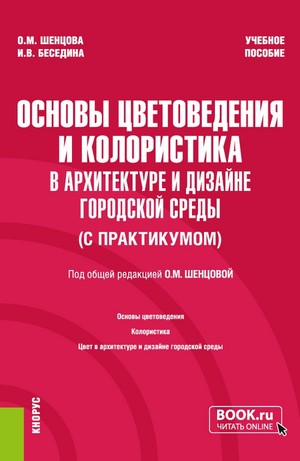 О.М. ШЕНЦОВА
И.В. БЕСЕДИНА
УЧЕБНОЕ
ПОСОБИЕ
ОСНОВЫ ЦВЕТОВЕДЕНИЯ
И КОЛОРИСТИКА
В АРХИТЕКТУРЕ И ДИЗАЙНЕ
ГОРОДСКОЙ СРЕДЫ
(С ПРАКТИКУМОМ)
Под общей редакцией О.М. ШЕНЦОВОЙ
Основы цветоведения
Колористика
Цвет в архитектуре и дизайне городской среды
КНОРУС
BOOK.ru
ЧИТАТЬ ONLINE